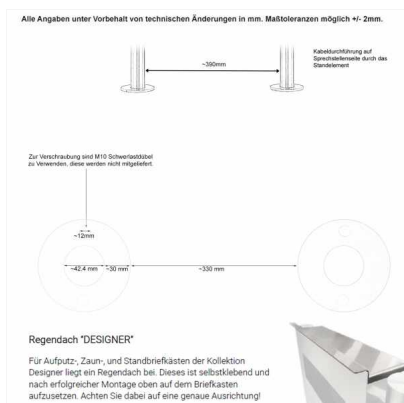 Alle Angaben unter Vorbehalt von technischen Änderungen in mm. Maßtoleranzen möglich +/- 2mm.
~390mm
Kabeldurchführung auf
Sprechstellenseite durch das
Standelement
Zur Verschraubung sind M10 Schwerlastdübel
zu Verwenden, diese werden nicht mitgeliefert.
~12mm
~42.4 mm
~30 mm
~330 mm
Regendach "DESIGNER"
Für Aufputz-, Zaun-, und Standbriefkästen der Kollektion
Designer liegt ein Regendach bei. Dieses ist selbstklebend und
nach erfolgreicher Montage oben auf dem Briefkasten
aufzusetzen. Achten Sie dabei auf eine genaue Ausrichtung!